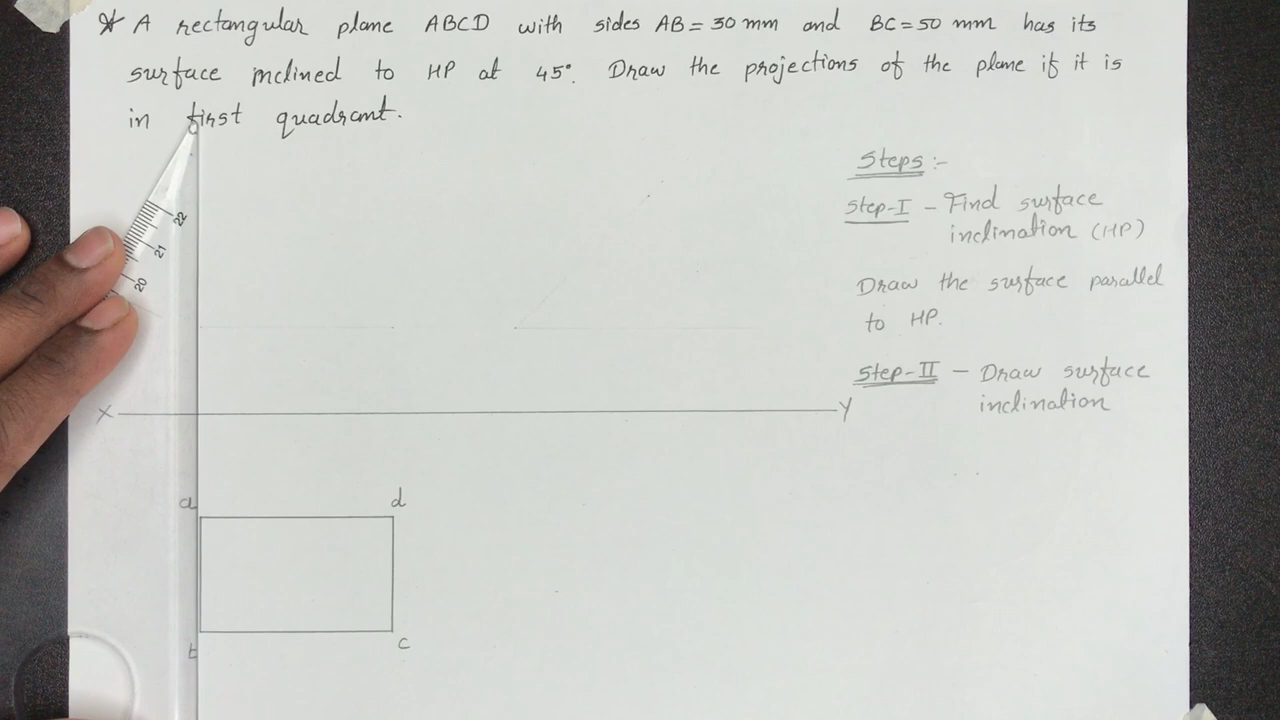 * A rectangular plane ABCD with sides AB = 30 mm and BC = 50 mm has its
surface inclined to HP at 45°. Draw the projections of the plane if it is
in first quadrant.
Steps :-
Step-I - Find surface
inclination (HP)
Draw the surface parallel
to HP.
Step-II - Draw surface
inclination
22
21
20
X
Y
a
d
b
c